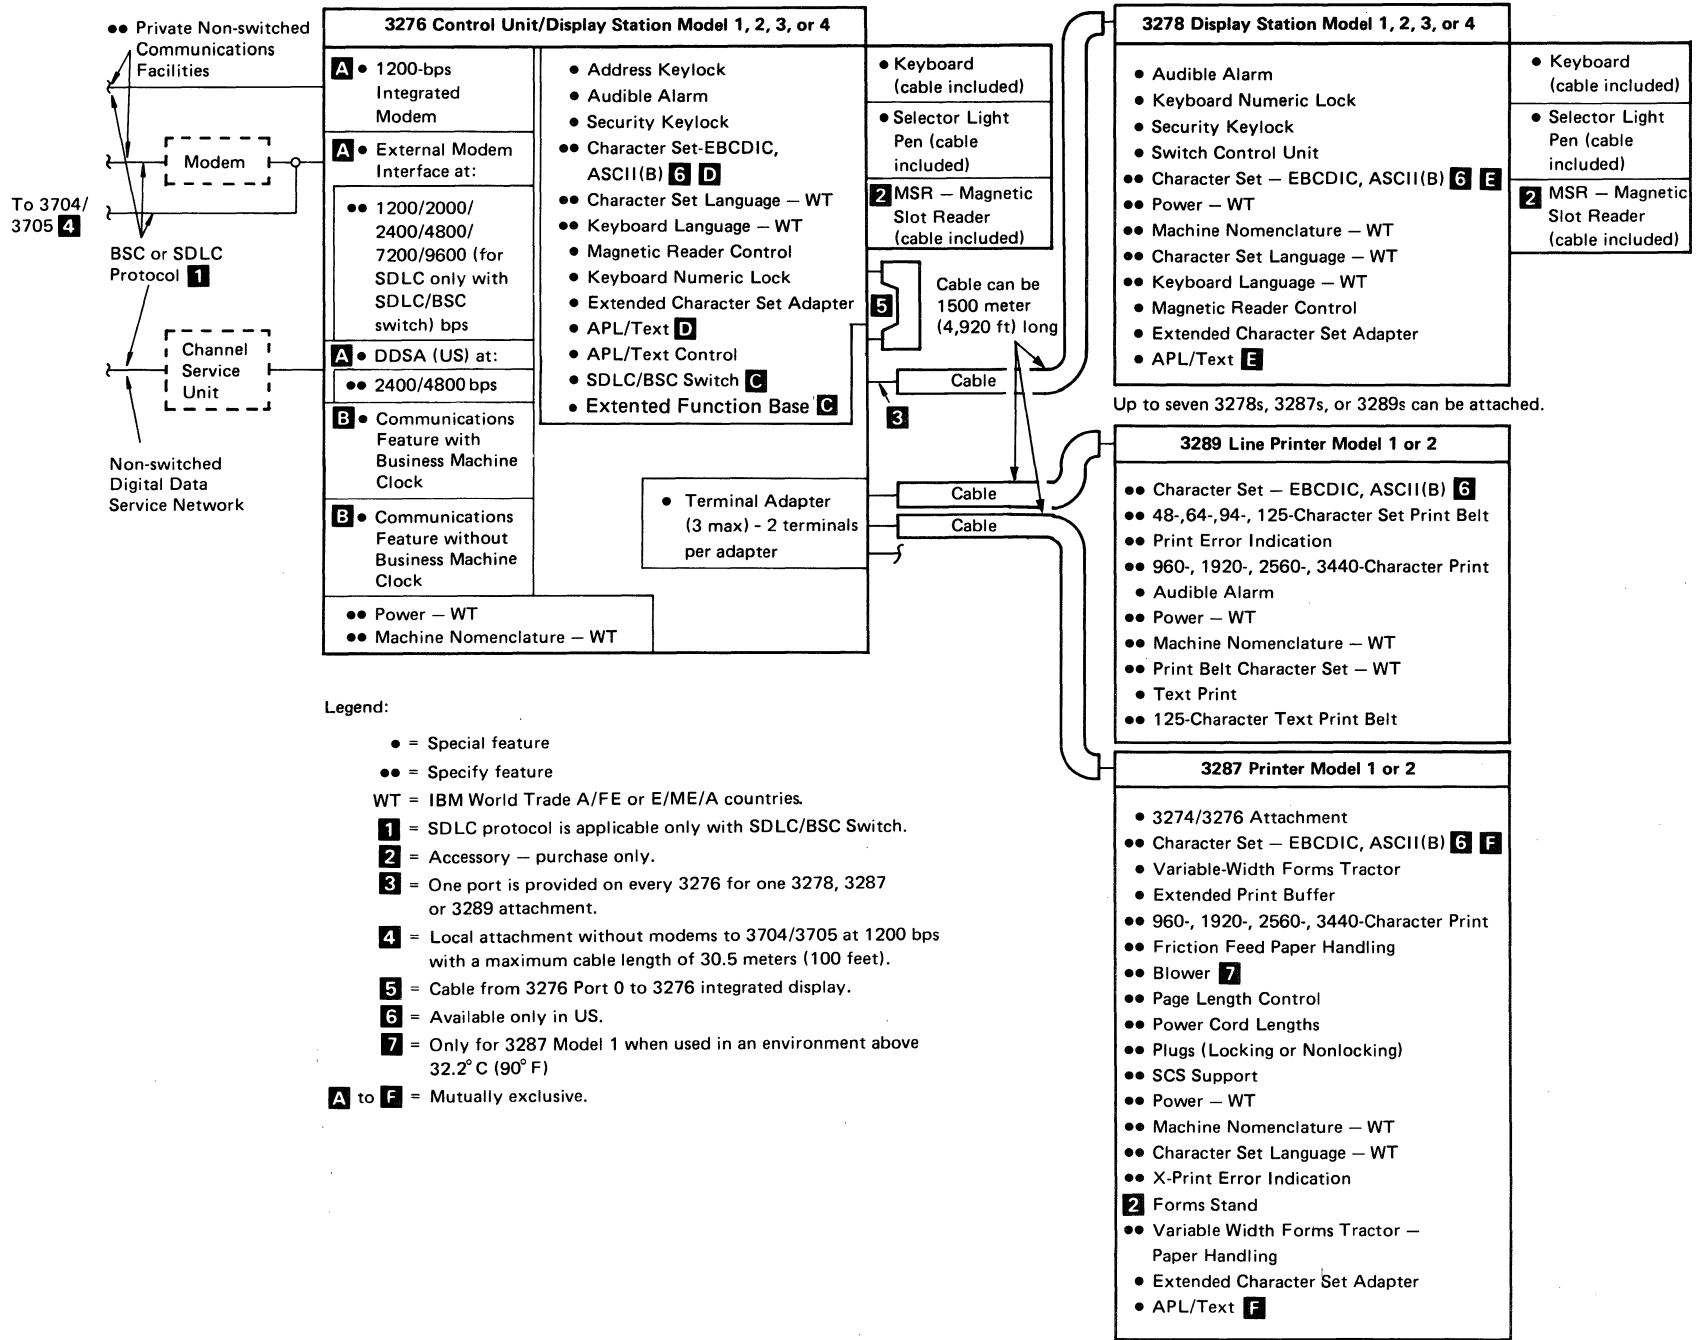 ●● Private Non-switched
Communications
Facilities
Modem
To 3704/
3705 4
BSC or SDLC
Protocol 1
Channel
Service
Unit
Non-switched
Digital Data
Service Network
3276 Control Unit/Display Station Model 1, 2, 3, or 4
A ● 1200-bps
Integrated
Modem
A ● External Modem
Interface at:
●● 1200/2000/
2400/4800/
7200/9600 (for
SDLC only with
SDLC/BSC
switch) bps
A ● DDSA (US) at:
●● 2400/4800 bps
B ● Communications
Feature with
Business Machine
Clock
B ● Communications
Feature without
Business Machine
Clock
●● Power — WT
●● Machine Nomenclature — WT
● Address Keylock
● Audible Alarm
● Security Keylock
●● Character Set-EBCDIC,
ASCII(B) 6 D
●● Character Set Language — WT
●● Keyboard Language — WT
● Magnetic Reader Control
● Keyboard Numeric Lock
● Extended Character Set Adapter
● APL/Text D
● APL/Text Control
● SDLC/BSC Switch C
● Extented Function Base C
● Terminal Adapter
(3 max) - 2 terminals
per adapter
● Keyboard
(cable included)
● Selector Light
Pen (cable
included)
2 MSR — Magnetic
Slot Reader
(cable included)
5
Cable can be
1500 meter
(4,920 ft) long
Cable
3
Cable
Cable
3278 Display Station Model 1, 2, 3, or 4
● Audible Alarm
● Keyboard Numeric Lock
● Security Keylock
● Switch Control Unit
●● Character Set — EBCDIC, ASCII(B) 6 E
●● Power — WT
●● Machine Nomenclature — WT
●● Character Set Language — WT
●● Keyboard Language — WT
● Magnetic Reader Control
● Extended Character Set Adapter
● APL/Text E
● Keyboard
(cable included)
● Selector Light
Pen (cable
included)
2 MSR — Magnetic
Slot Reader
(cable included)
Up to seven 3278s, 3287s, or 3289s can be attached.
3289 Line Printer Model 1 or 2
●● Character Set — EBCDIC, ASCII(B) 6
●● 48-,64-,94-, 125-Character Set Print Belt
●● Print Error Indication
●● 960-, 1920-, 2560-, 3440-Character Print
● Audible Alarm
●● Power — WT
●● Machine Nomenclature — WT
●● Print Belt Character Set — WT
● Text Print
●● 125-Character Text Print Belt
3287 Printer Model 1 or 2
● 3274/3276 Attachment
●● Character Set — EBCDIC, ASCII(B) 6 F
● Variable-Width Forms Tractor
● Extended Print Buffer
●● 960-, 1920-, 2560-, 3440-Character Print
●● Friction Feed Paper Handling
●● Blower 7
●● Page Length Control
●● Power Cord Lengths
●● Plugs (Locking or Nonlocking)
●● SCS Support
●● Power — WT
●● Machine Nomenclature — WT
●● Character Set Language — WT
●● X-Print Error Indication
2 Forms Stand
●● Variable Width Forms Tractor —
Paper Handling
● Extended Character Set Adapter
● APL/Text F
Legend:
● = Special feature
●● = Specify feature
WT = IBM World Trade A/FE or E/ME/A countries.
1 = SDLC protocol is applicable only with SDLC/BSC Switch.
2 = Accessory — purchase only.
3 = One port is provided on every 3276 for one 3278, 3287
or 3289 attachment.
4 = Local attachment without modems to 3704/3705 at 1200 bps
with a maximum cable length of 30.5 meters (100 feet).
5 = Cable from 3276 Port 0 to 3276 integrated display.
6 = Available only in US.
7 = Only for 3287 Model 1 when used in an environment above
32.2° C (90° F)
A to F = Mutually exclusive.